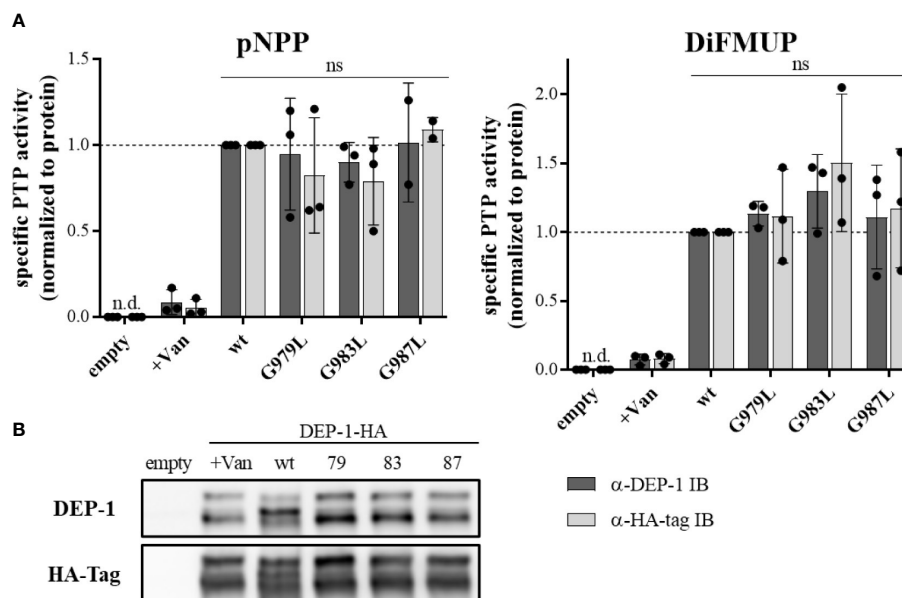 A
pNPP
ns
specific PTP activity
(normalized to protein)
1.5
1.0
0.5
0.0
n.d.
empty
+Van
wt
G979L
G983L
G987L
DiFMUP
ns
specific PTP activity
(normalized to protein)
2.0
1.5
1.0
0.5
0.0
n.d.
empty
+Van
wt
G979L
G983L
G987L
B
DEP-1-HA
empty +Van wt 79 83 87
DEP-1
HA-Tag
α-DEP-1 IB
α-HA-tag IB